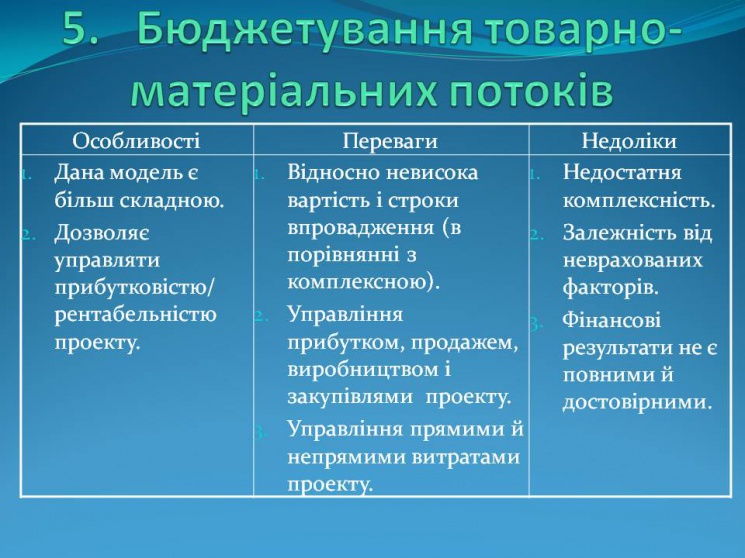 5. Бюджетування товарно-
матеріальних потоків
Особливості
Переваги
Недоліки
1. Дана модель є
більш складною.
2. Дозволяє
управляти
прибутковістю/
рентабельністю
проекту.
1. Відносно невисока
вартість і строки
впровадження (в
порівнянні з
комплексною).
2. Управління
прибутком, продажем,
виробництвом і
закупівлями проекту.
3. Управління прямими й
непрямими витратами
проекту.
1. Недостатня
комплексність.
2. Залежність від
неврахованих
факторів.
3. Фінансові
результати не є
повними й
достовірними.